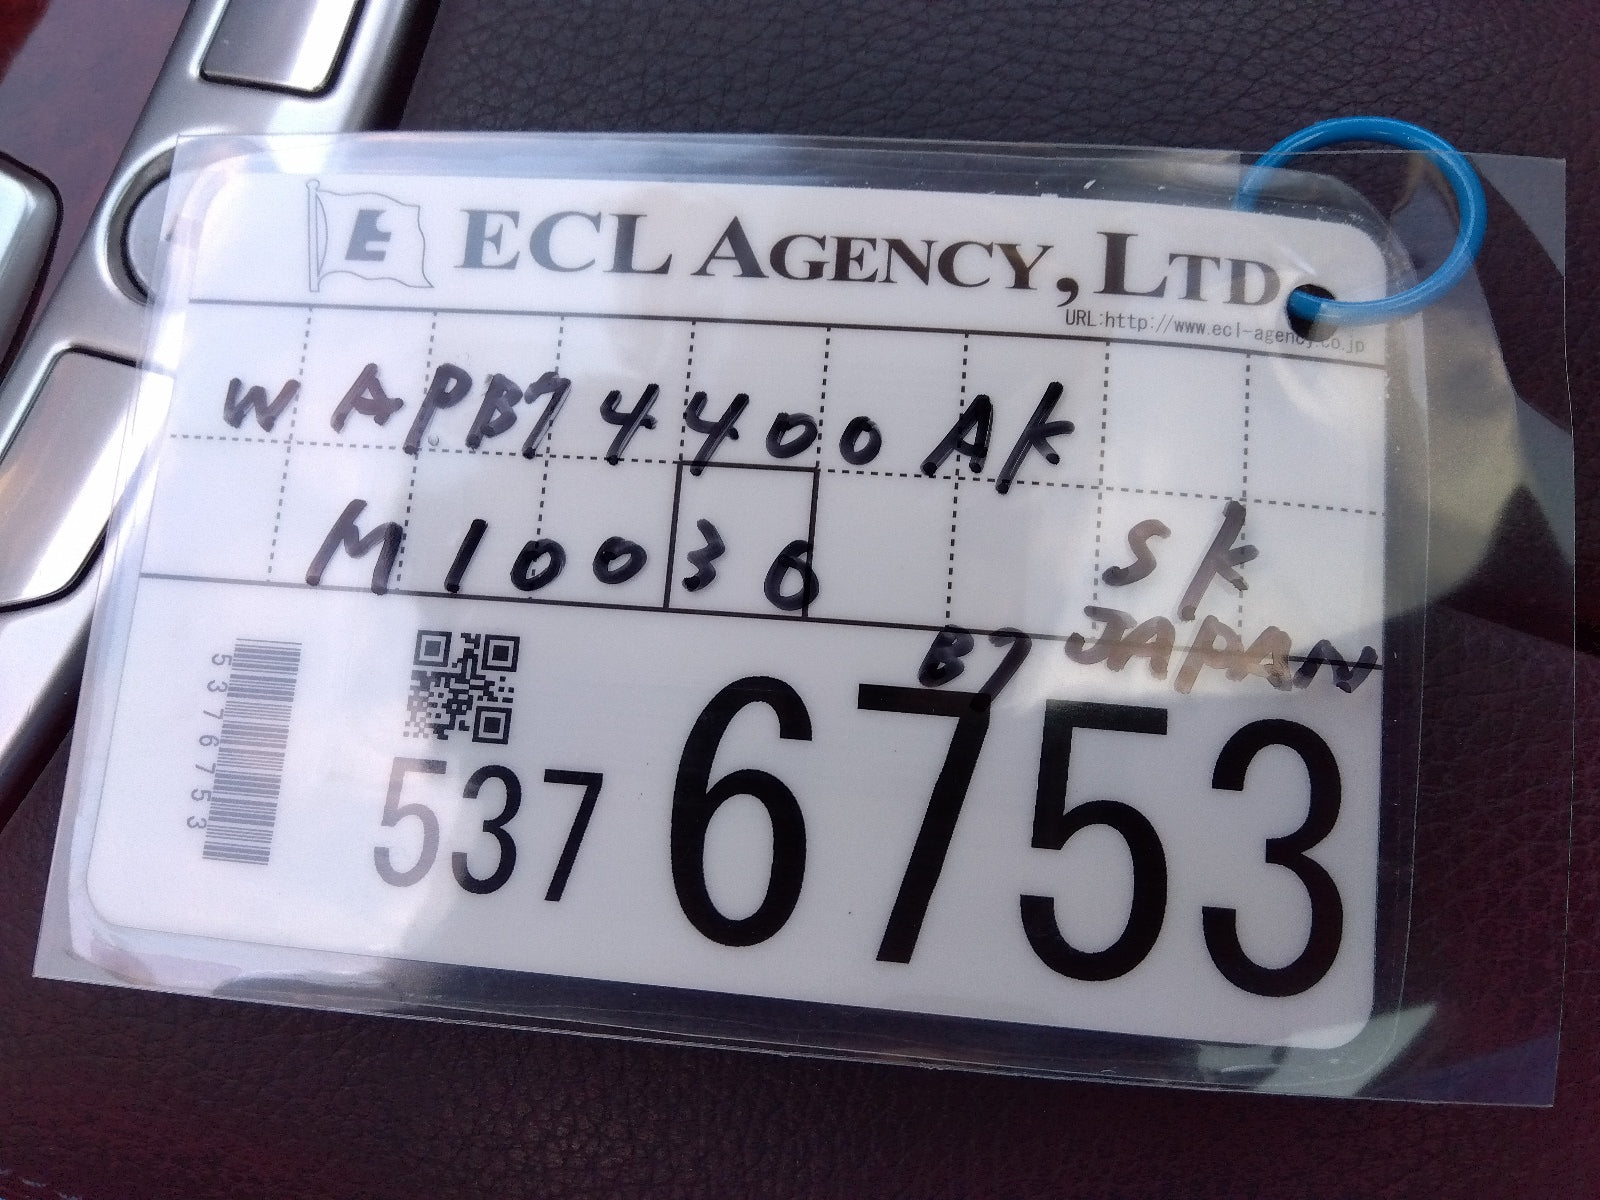 E ECL AGENCY, LTD
URL:http://www.ecl-agency.co.jp
WAPB74400AK
M10036
SK
B7 JAPAN
5376753
537 6753